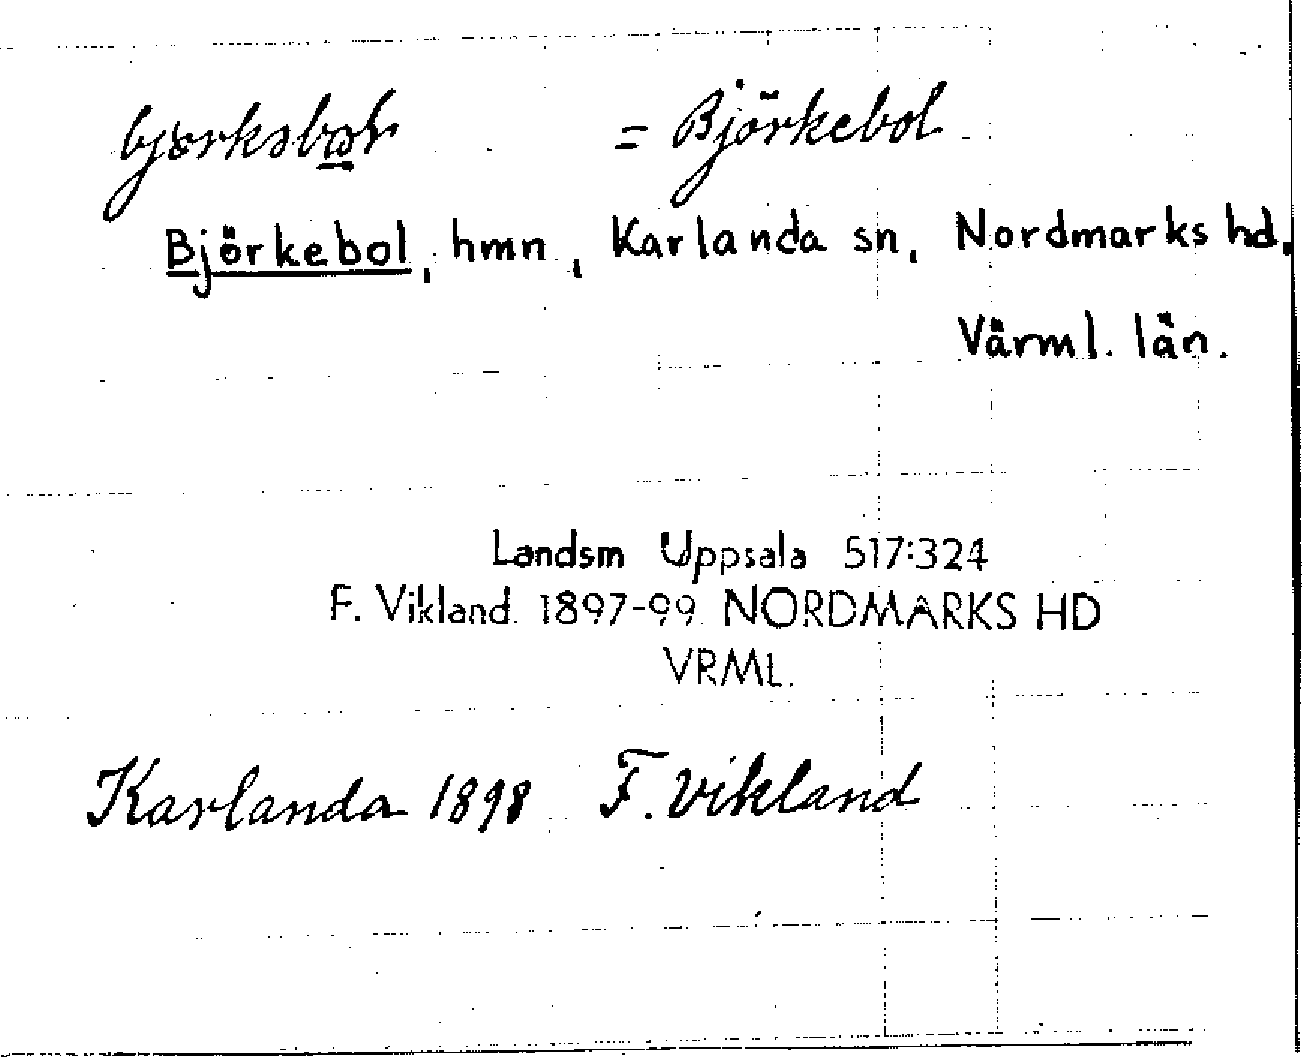 = Björkebol
Björkebol, hmn, Karlanda sn, Nordmarks hd,
Värml. län.
Landsm Uppsala 517:324
F. Vikland. 1897-99. NORDMARKS HD
VRML.
Karlanda 1898 F. Vikland